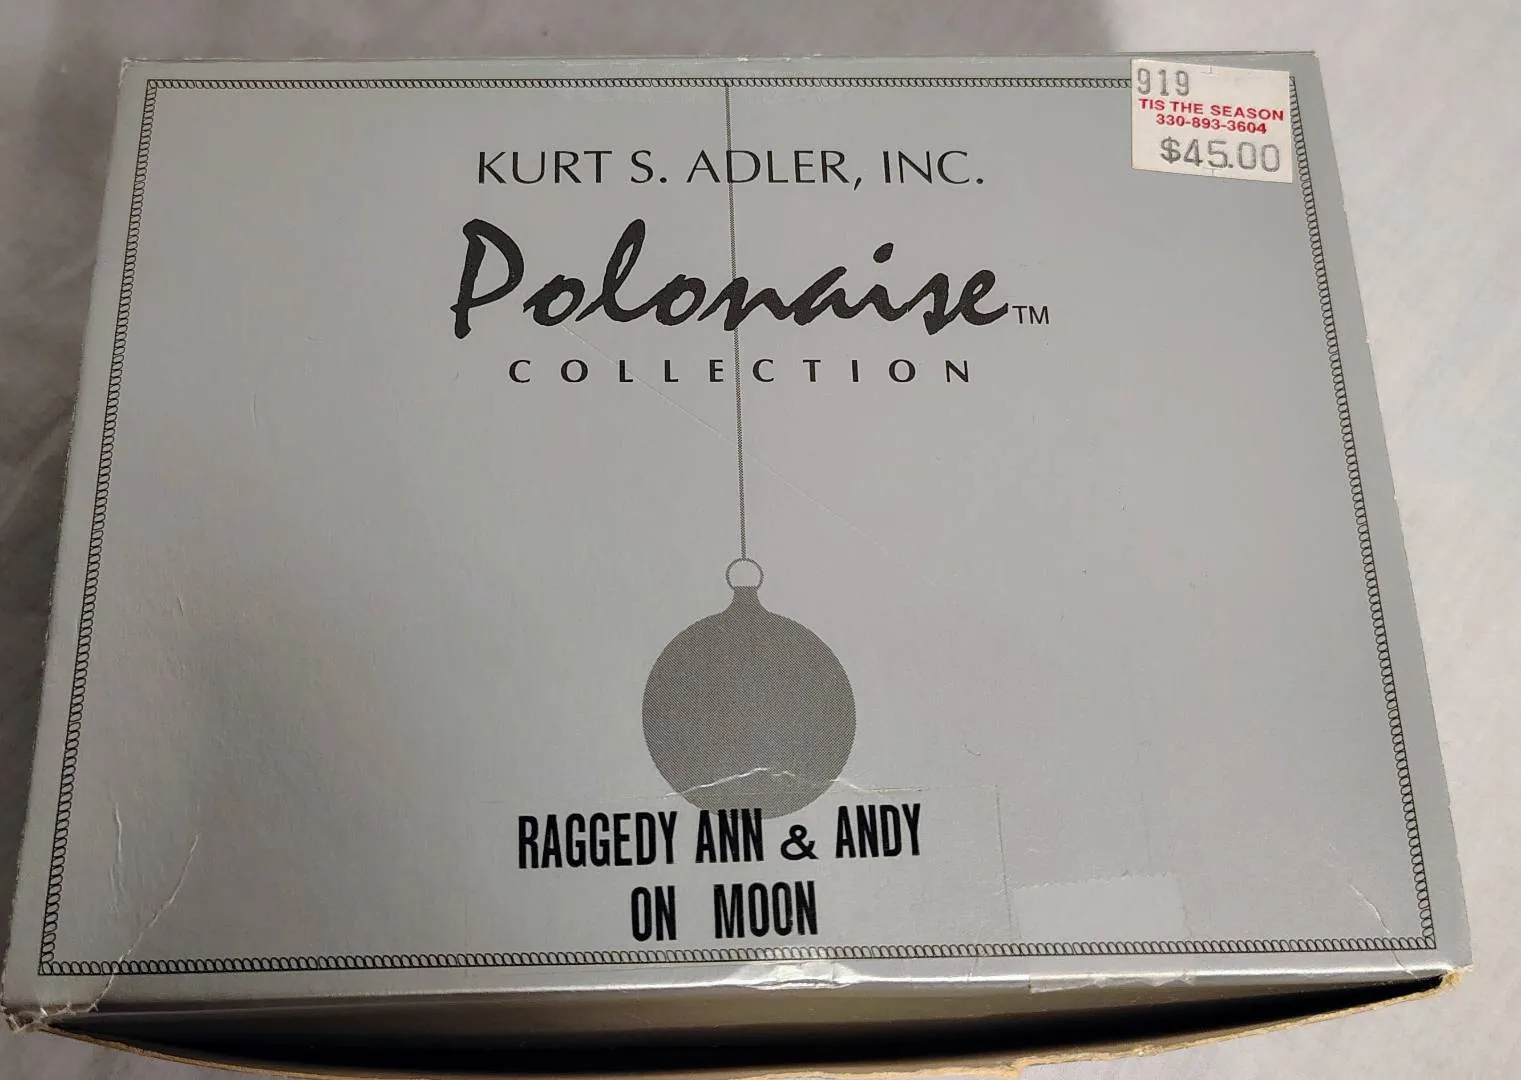 919
TIS THE SEASON
330-893-3604
$45.00
KURT S. ADLER, INC.
Polonaise™
COLLECTION
RAGGEDY ANN & ANDY
ON MOON